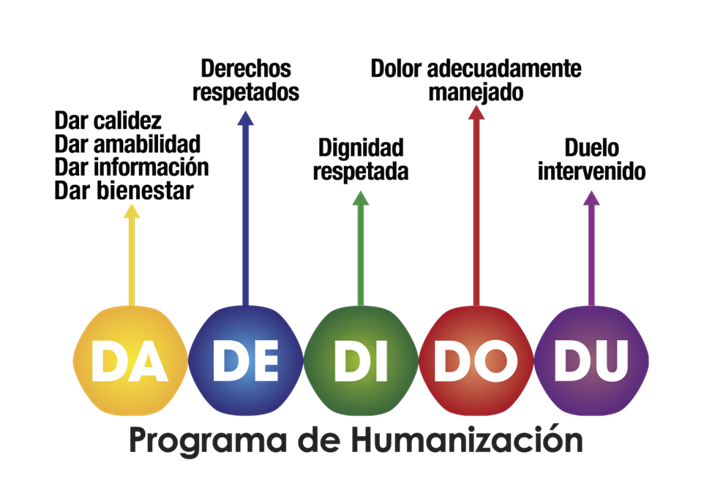 Dar calidez
Dar amabilidad
Dar información
Dar bienestar
Derechos
respetados
Dignidad
respetada
Dolor adecuadamente
manejado
Duelo
intervenido
DA
DE
DI
DO
DU
Programa de Humanización